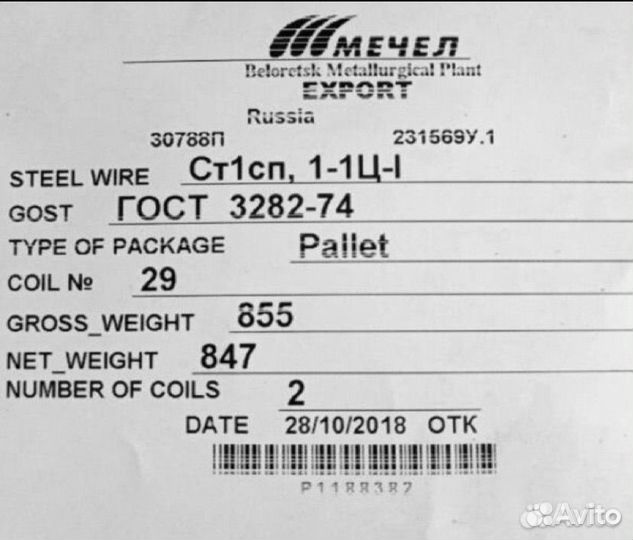 МЕЧЕЛ
Beloretsk Metallurgical Plant
EXPORT
Russia
30788П 231569У.1
STEEL WIRE Ст1сп, 1-1Ц-I
GOST ГОСТ 3282-74
TYPE OF PACKAGE Pallet
COIL № 29
GROSS_WEIGHT 855
NET_WEIGHT 847
NUMBER OF COILS 2
DATE 28/10/2018 ОТК
P1188387
Avito